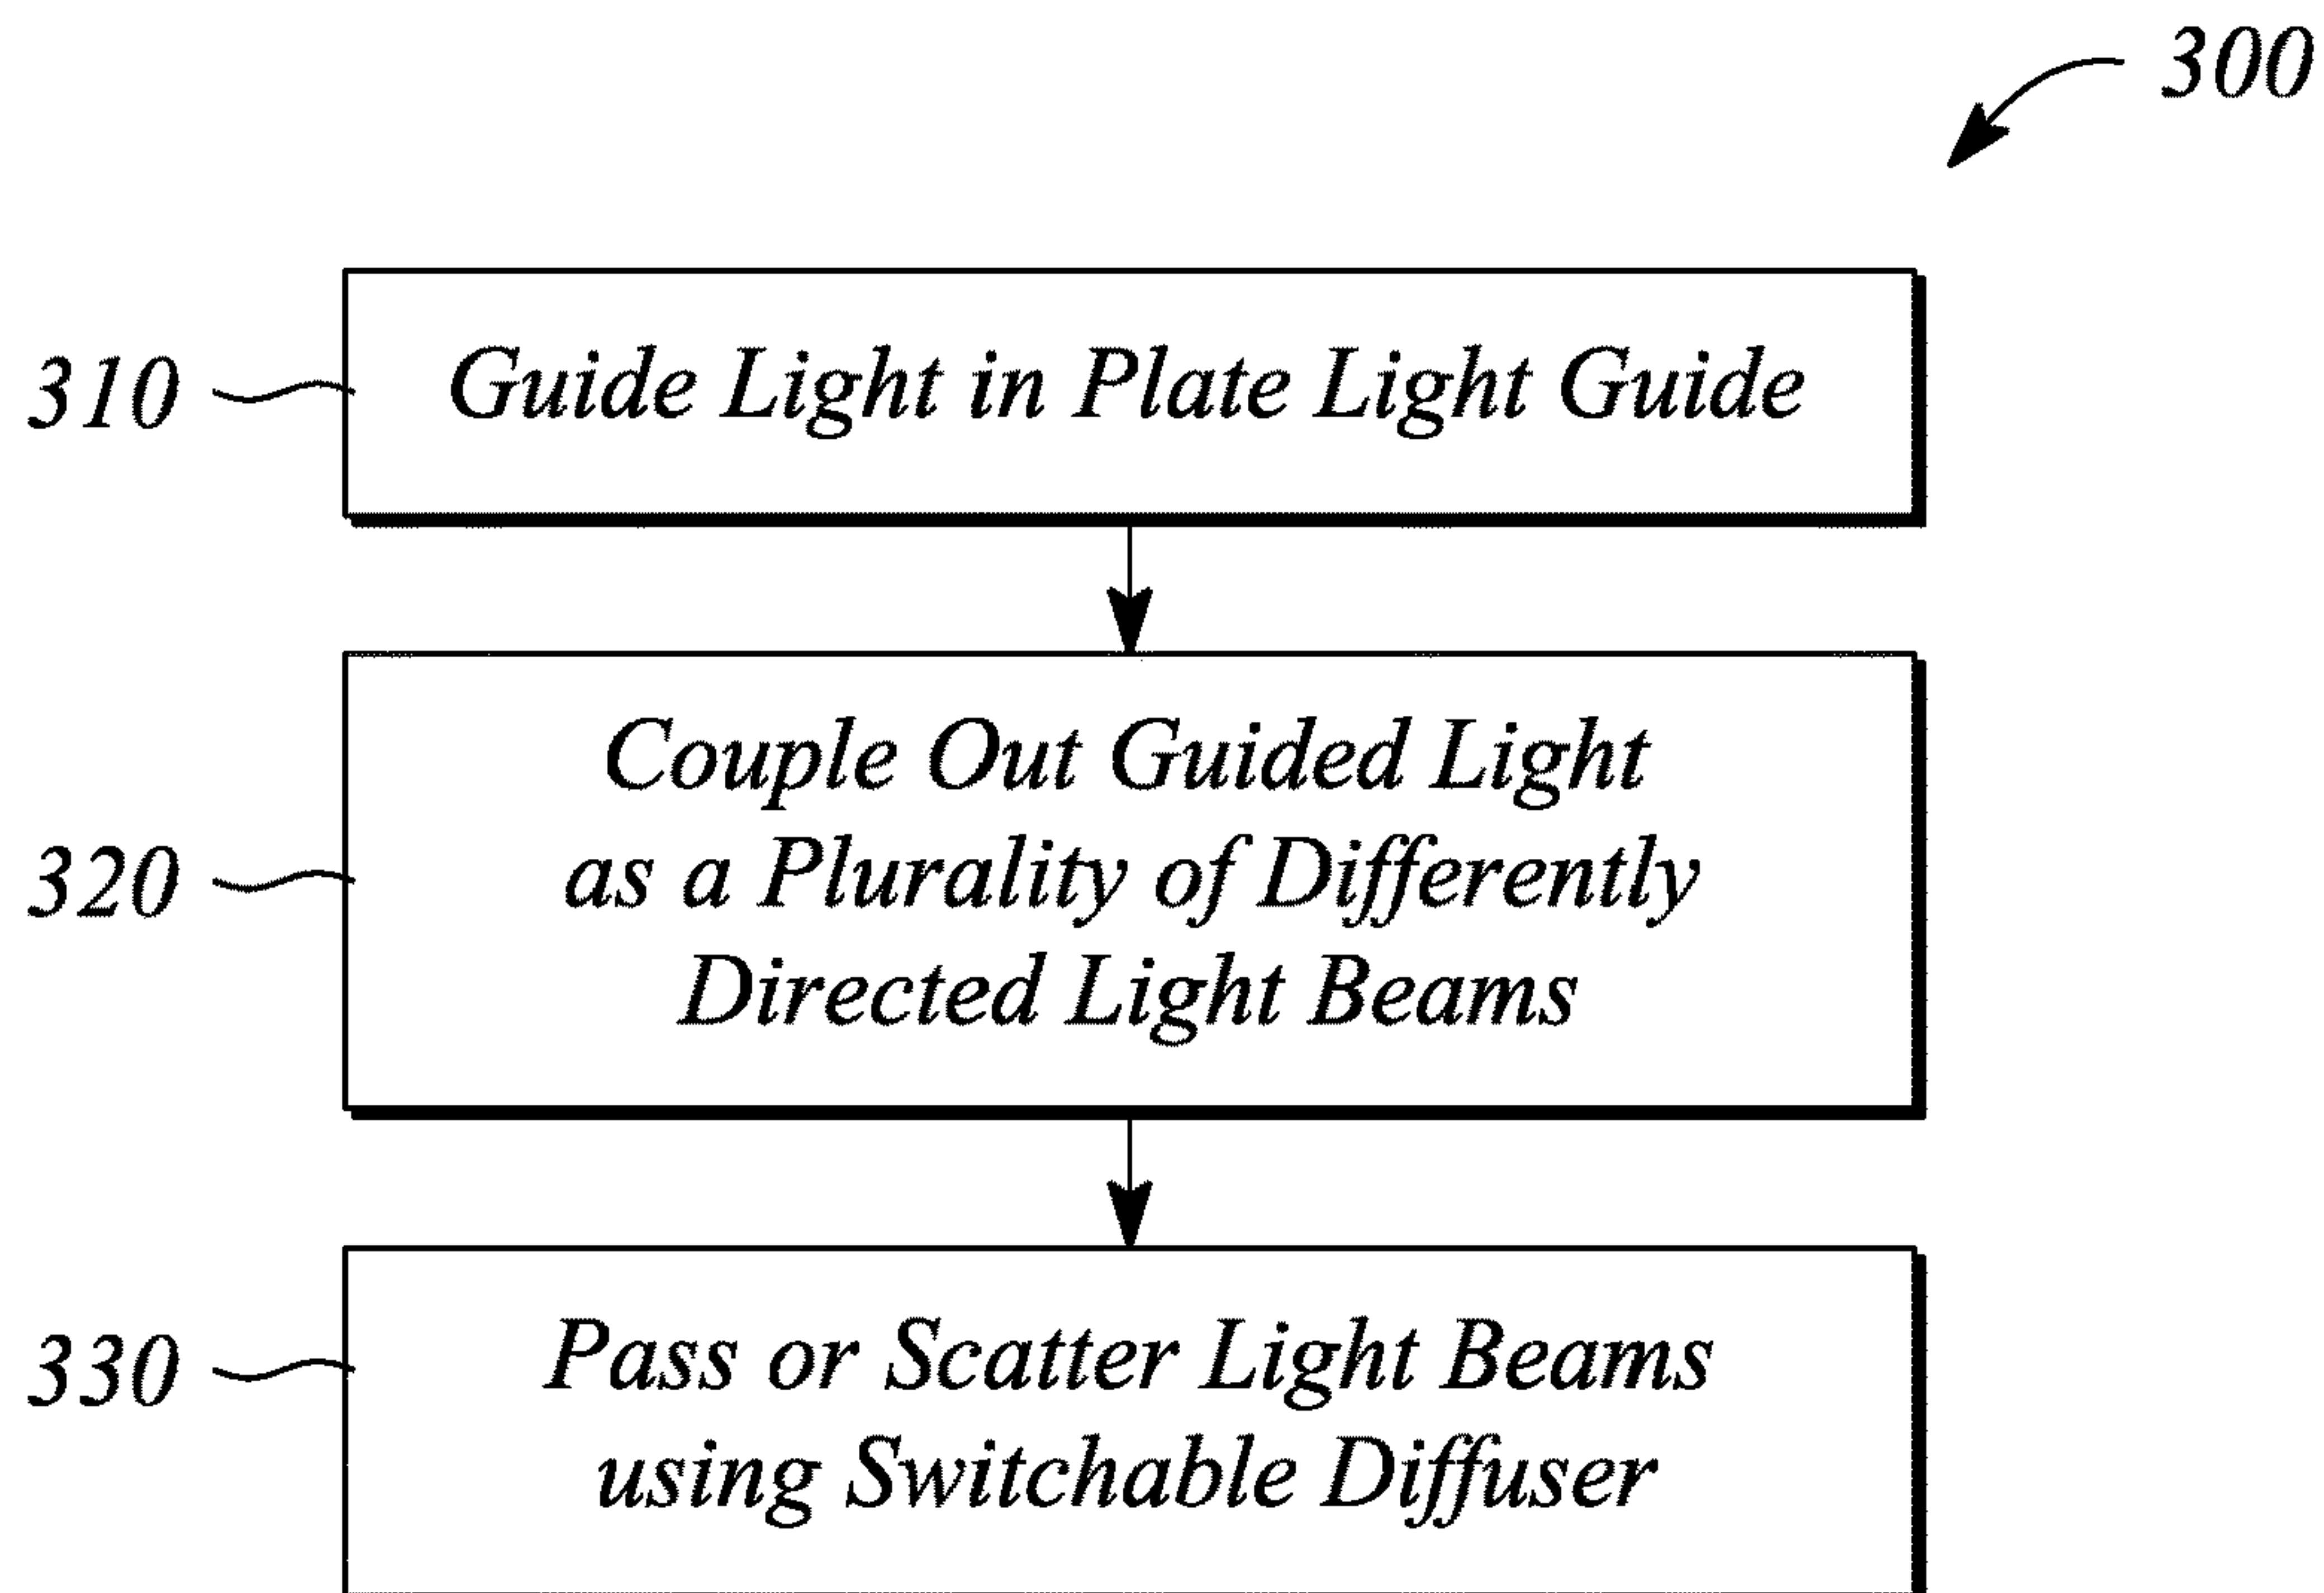 300
310
Guide Light in Plate Light Guide
320
Couple Out Guided Light
as a Plurality of Differently
Directed Light Beams
330
Pass or Scatter Light Beams
using Switchable Diffuser